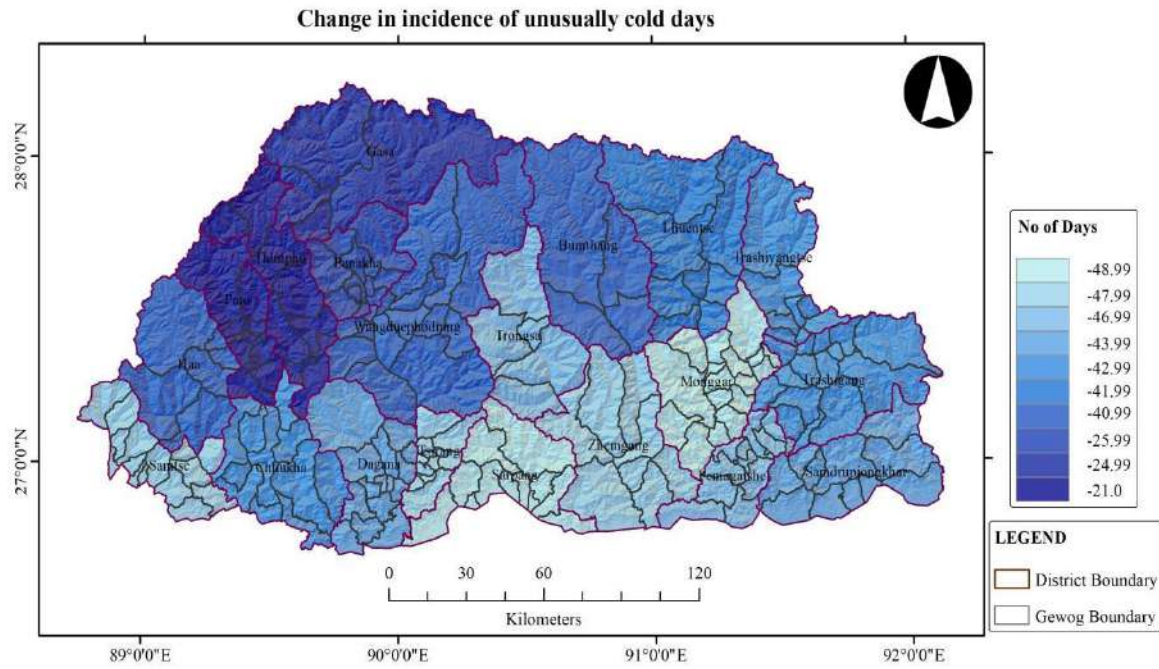 Change in incidence of unusually cold days
28°0'0"N
27°0'0"N
Gasa
Thimphu
Punakha
Paro
Haa
Wangduephodrang
Bumthang
Lhuentse
Trashiyangtse
Trongsa
Monggar
Trashigang
Samtse
Chhukha
Dagana
Tsirang
Sarpang
Zhemgang
Pemagatshel
Samdrupjongkhar
No of Days
-48.99
-47.99
-46.99
-43.99
-42.99
-41.99
-40.99
-25.99
-24.99
-21.0
LEGEND
District Boundary
Gewog Boundary
0 30 60 120
Kilometers
89°0'0"E 90°0'0"E 91°0'0"E 92°0'0"E